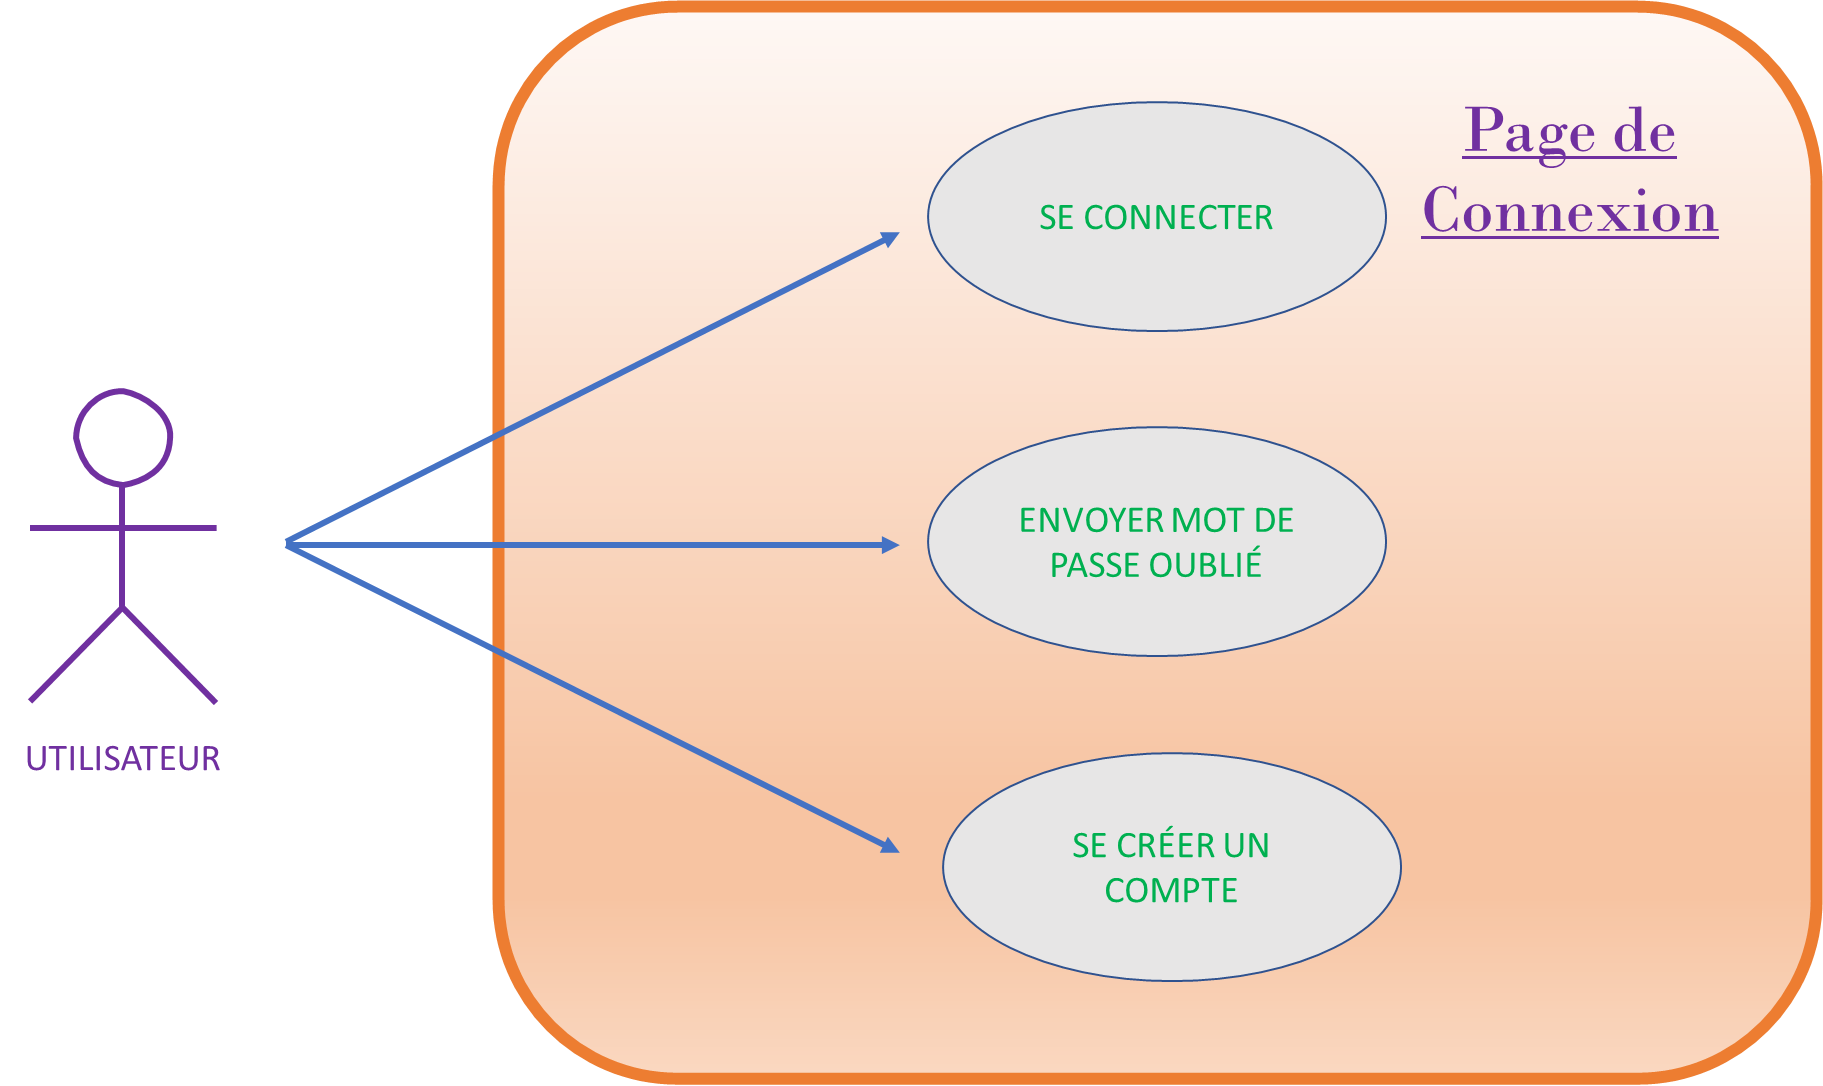 Page de
Connexion
SE CONNECTER
ENVOYER MOT DE
PASSE OUBLIÉ
UTILISATEUR
SE CRÉER UN
COMPTE